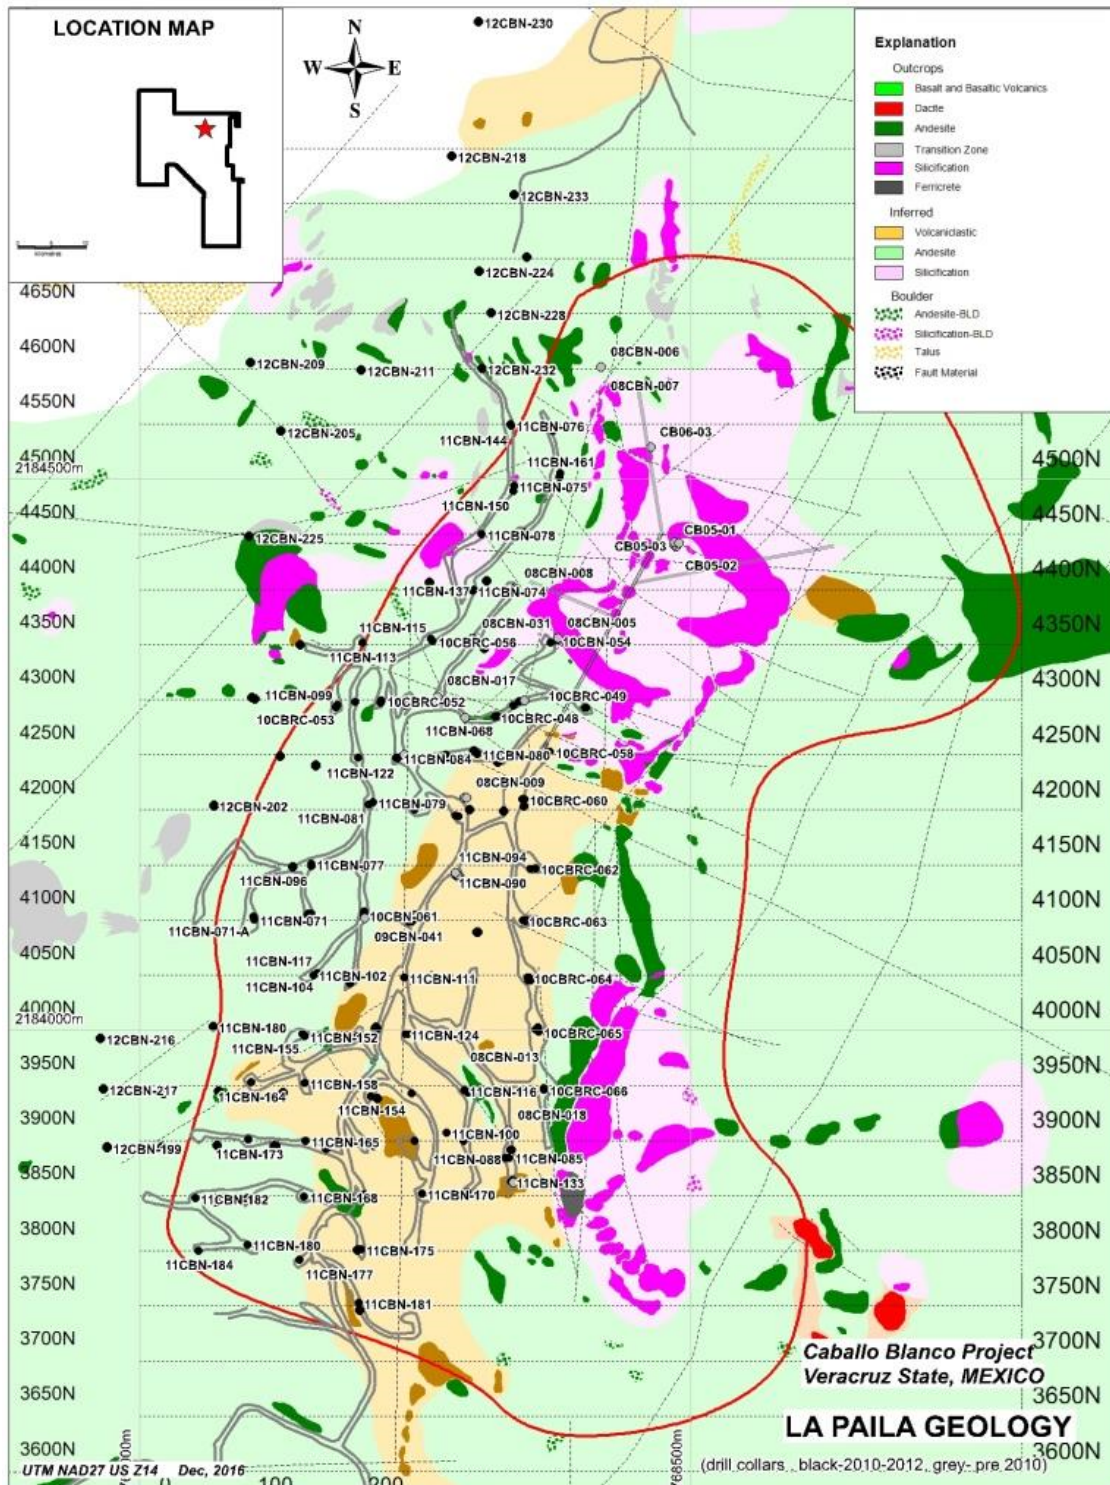 LOCATION MAP
N
W E
S
Explanation
Outcrops
Basalt and Basaltic Volcanics
Dacite
Andesite
Transition Zone
Silicification
Ferricrete
Inferred
Volcaniclastic
Andesite
Silicification
Boulder
Andesite-BLD
Silicification-BLD
Talus
Fault Material
12CBN-230
12CBN-218
12CBN-233
12CBN-224
4650N
12CBN-228
4600N
08CBN-006
12CBN-209
12CBN-211
12CBN-232
08CBN-007
4550N
12CBN-205
11CBN-144
11CBN-076
CB06-03
4500N
11CBN-161
4500N
2184500m
11CBN-075
11CBN-150
4450N
4450N
12CBN-225
11CBN-078
CB05-01
CB05-03
CB05-02
4400N
08CBN-008
4400N
11CBN-137
11CBN-074
4350N
11CBN-115
08CBN-031
08CBN-005
4350N
10CBRC-056
10CBN-054
11CBN-113
4300N
08CBN-017
4300N
11CBN-099
10CBRC-052
10CBRC-049
10CBRC-053
10CBRC-048
11CBN-068
4250N
4250N
11CBN-122
11CBN-084
11CBN-080
10CBRC-058
4200N
08CBN-009
4200N
12CBN-202
11CBN-079
10CBRC-060
11CBN-081
4150N
4150N
11CBN-077
11CBN-094
10CBRC-062
11CBN-096
11CBN-090
4100N
4100N
11CBN-071
10CBN-061
10CBRC-063
11CBN-071-A
09CBN-041
4050N
4050N
11CBN-117
11CBN-102
11CBN-111
10CBRC-064
11CBN-104
4000N
4000N
2184000m
11CBN-180
12CBN-216
11CBN-152
11CBN-124
10CBRC-065
11CBN-155
08CBN-013
3950N
3950N
12CBN-217
11CBN-164
11CBN-158
11CBN-116
10CBRC-066
11CBN-154
08CBN-018
3900N
3900N
12CBN-199
11CBN-173
11CBN-165
11CBN-100
11CBN-088
11CBN-085
3850N
3850N
11CBN-133
11CBN-182
11CBN-168
11CBN-170
3800N
3800N
11CBN-180
11CBN-175
11CBN-184
11CBN-177
3750N
3750N
11CBN-181
3700N
3700N
Caballo Blanco Project
Veracruz State, MEXICO
3650N
3650N
LA PAILA GEOLOGY
3600N
3600N
(drill collars, black-2010-2012, grey- pre 2010)
UTM NAD27 US Z14 Dec, 2016